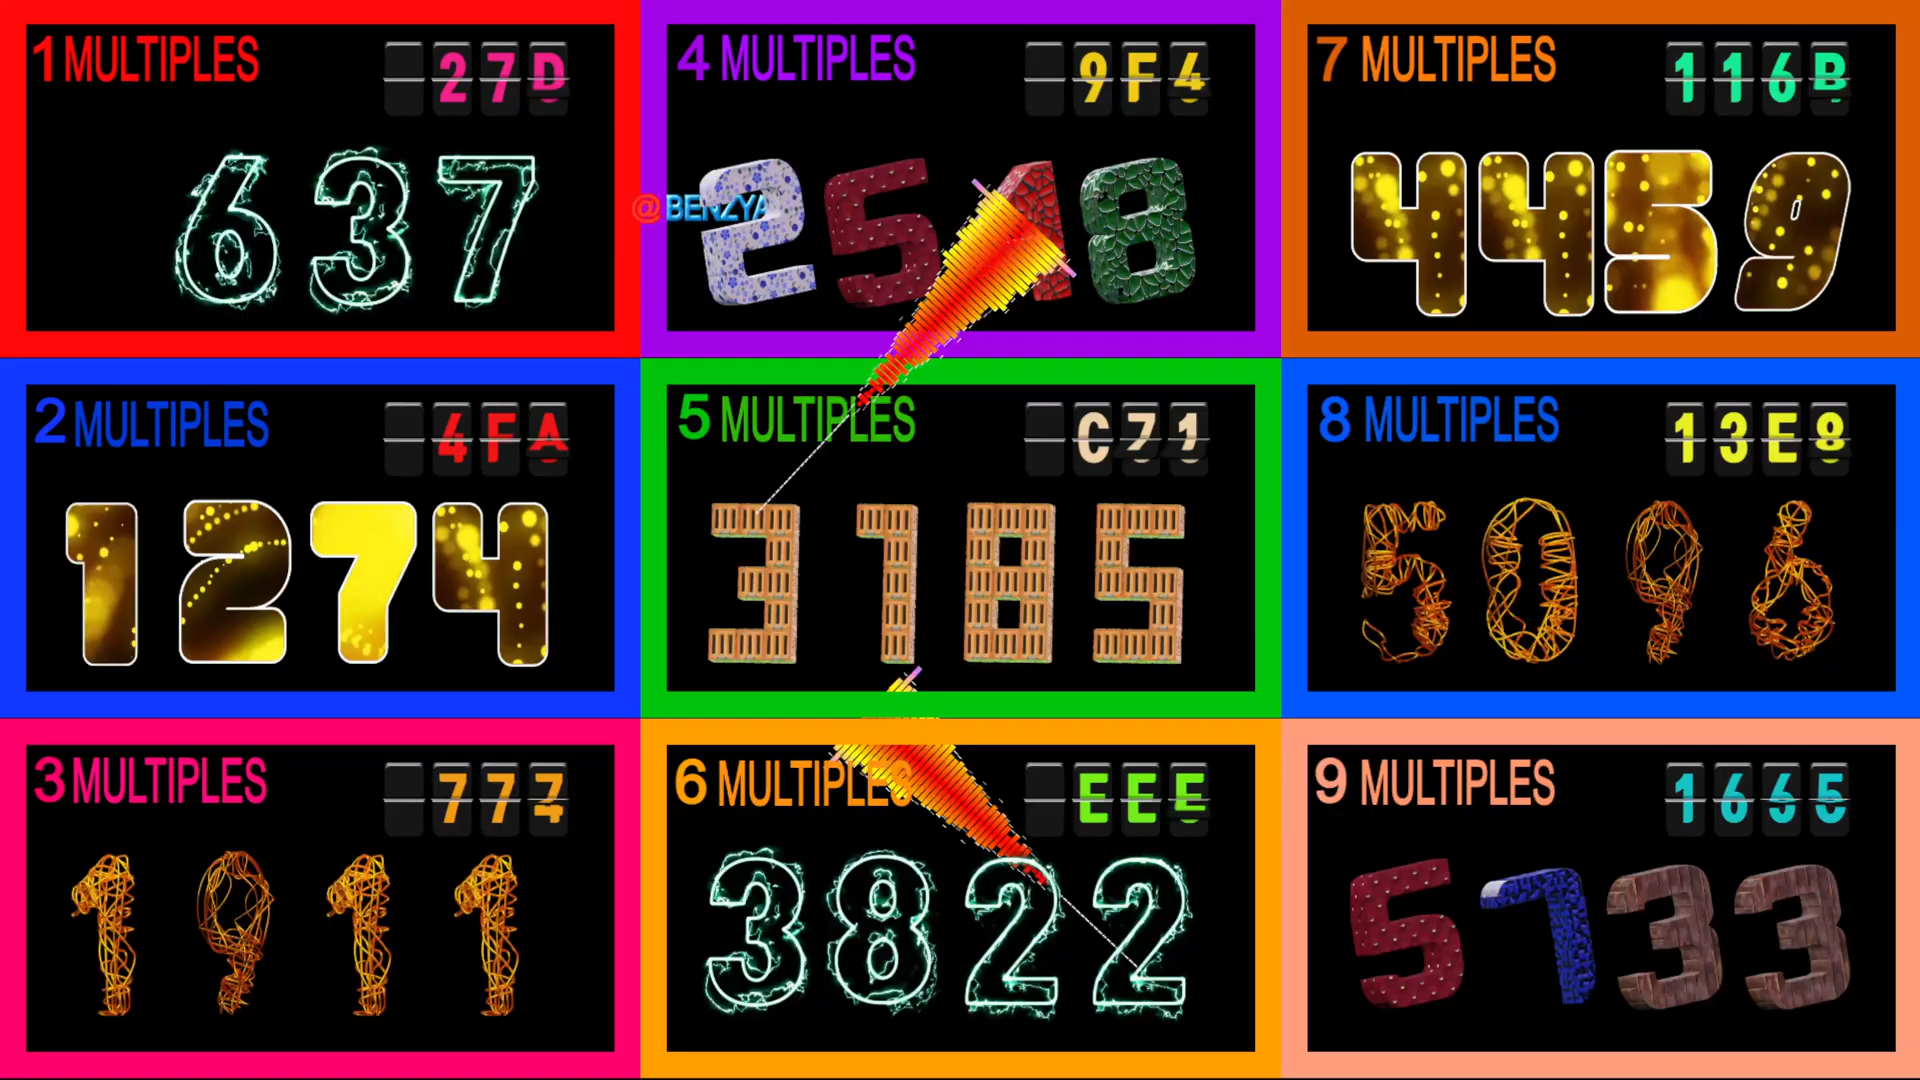 1 MULTIPLES 27D
637
4 MULTIPLES 9F4
@BENZYA
2548
7 MULTIPLES 116B
4459
2 MULTIPLES 4FA
1274
5 MULTIPLES C71
3185
8 MULTIPLES 13E8
5096
3 MULTIPLES 777
1911
6 MULTIPLES EEE
3822
9 MULTIPLES 1665
5733